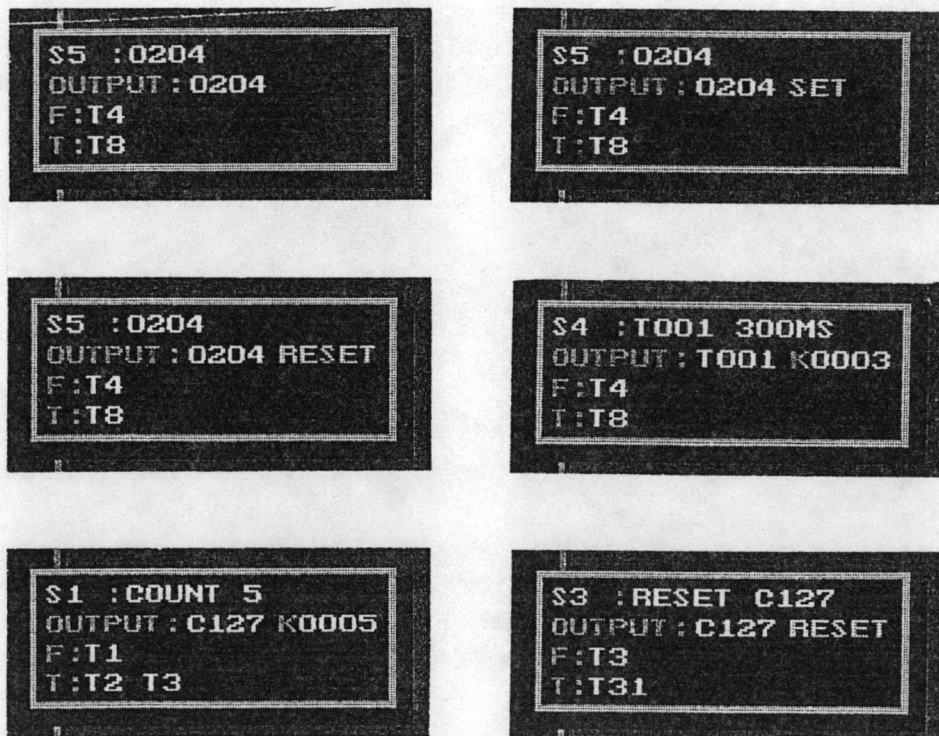 S5 :0204
OUTPUT:0204
F:T4
T:T8
S5 :0204
OUTPUT:0204 SET
F:T4
T:T8
S5 :0204
OUTPUT:0204 RESET
F:T4
T:T8
S4 :T001 300MS
OUTPUT:T001 K0003
F:T4
T:T8
S1 :COUNT 5
OUTPUT:C127 K0005
F:T1
T:T2 T3
S3 :RESET C127
OUTPUT:C127 RESET
F:T3
T:T31